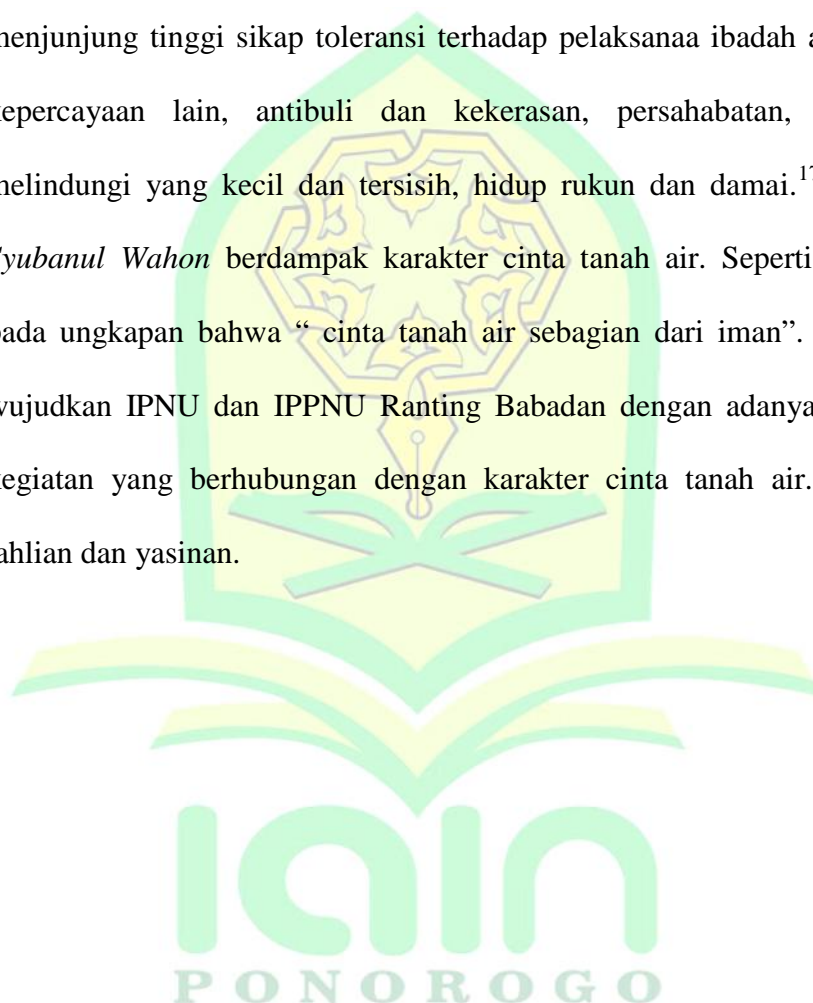 menjunjung tinggi sikap toleransi terhadap pelaksanaa ibadah
kepercayaan lain, antibuli dan kekerasan, persahabatan,
melindungi yang kecil dan tersisih, hidup rukun dan damai.17
Syubanul Wahon berdampak karakter cinta tanah air. Seperti
pada ungkapan bahwa “ cinta tanah air sebagian dari iman”.
wujudkan IPNU dan IPPNU Ranting Babadan dengan adanya
kegiatan yang berhubungan dengan karakter cinta tanah air.
tahlian dan yasinan.
iain
PONOROGO